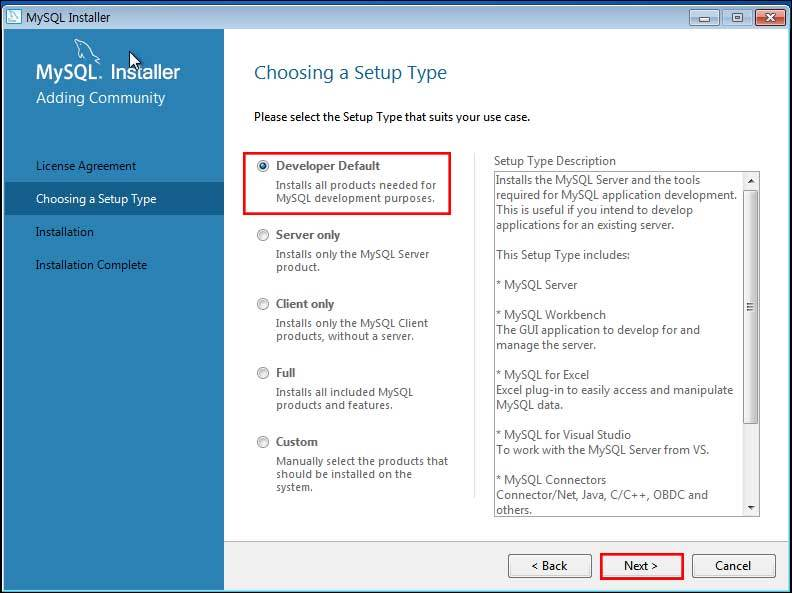 MySQL Installer
MySQL. Installer
Adding Community
License Agreement
Choosing a Setup Type
Installation
Installation Complete
Choosing a Setup Type
Please select the Setup Type that suits your use case.
Developer Default
Installs all products needed for
MySQL development purposes.
Server only
Installs only the MySQL Server
product.
Client only
Installs only the MySQL Client
products, without a server.
Full
Installs all included MySQL
products and features.
Custom
Manually select the products that
should be installed on the
system.
Setup Type Description
Installs the MySQL Server and the tools
required for MySQL application development.
This is useful if you intend to develop
applications for an existing server.
This Setup Type includes:
* MySQL Server
* MySQL Workbench
The GUI application to develop for and
manage the server.
* MySQL for Excel
Excel plug-in to easily access and manipulate
MySQL data.
* MySQL for Visual Studio
To work with the MySQL Server from VS.
* MySQL Connectors
Connector/Net, Java, C/C++, OBDC and
others.
< Back
Next >
Cancel